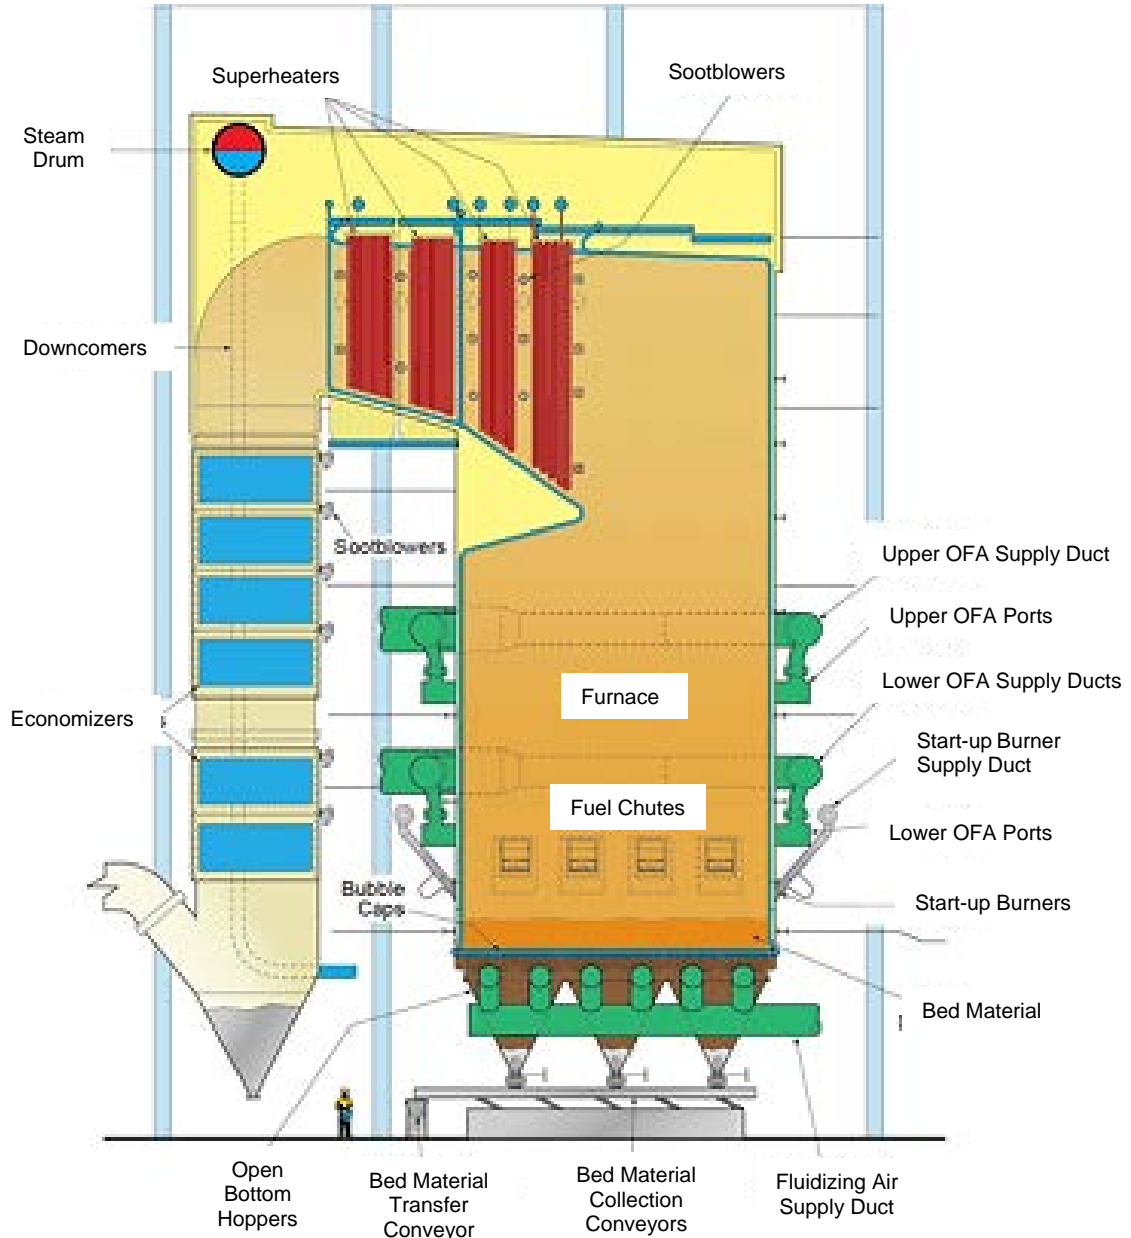 Superheaters
Sootblowers
Steam
Drum
Downcomers
Sootblowers
Upper OFA Supply Duct
Upper OFA Ports
Furnace
Lower OFA Supply Ducts
Economizers
Start-up Burner
Supply Duct
Fuel Chutes
Lower OFA Ports
Bubble
Caps
Start-up Burners
Bed Material
Open
Bottom
Hoppers
Bed Material
Transfer
Conveyor
Bed Material
Collection
Conveyors
Fluidizing Air
Supply Duct